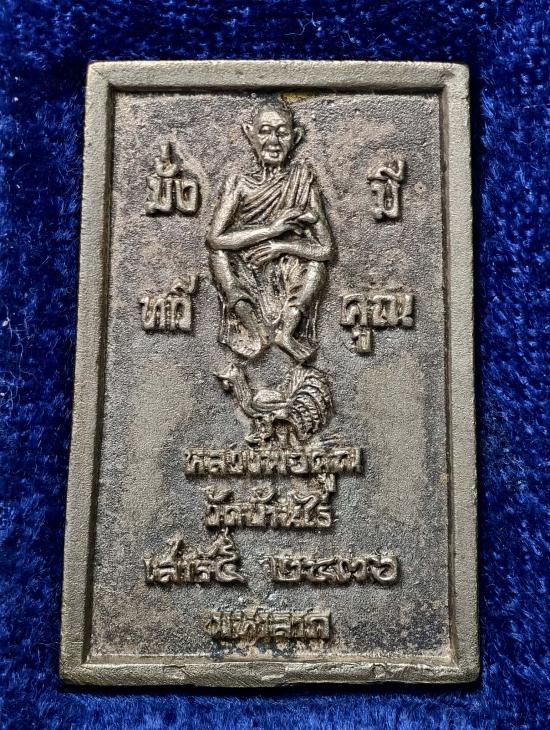 มั่ง มี
ทวี คูณ
หลวงพ่อคูณ
วัดบ้านไร่
เสาร์๕ ๒๕๓๖
มหาลาภ